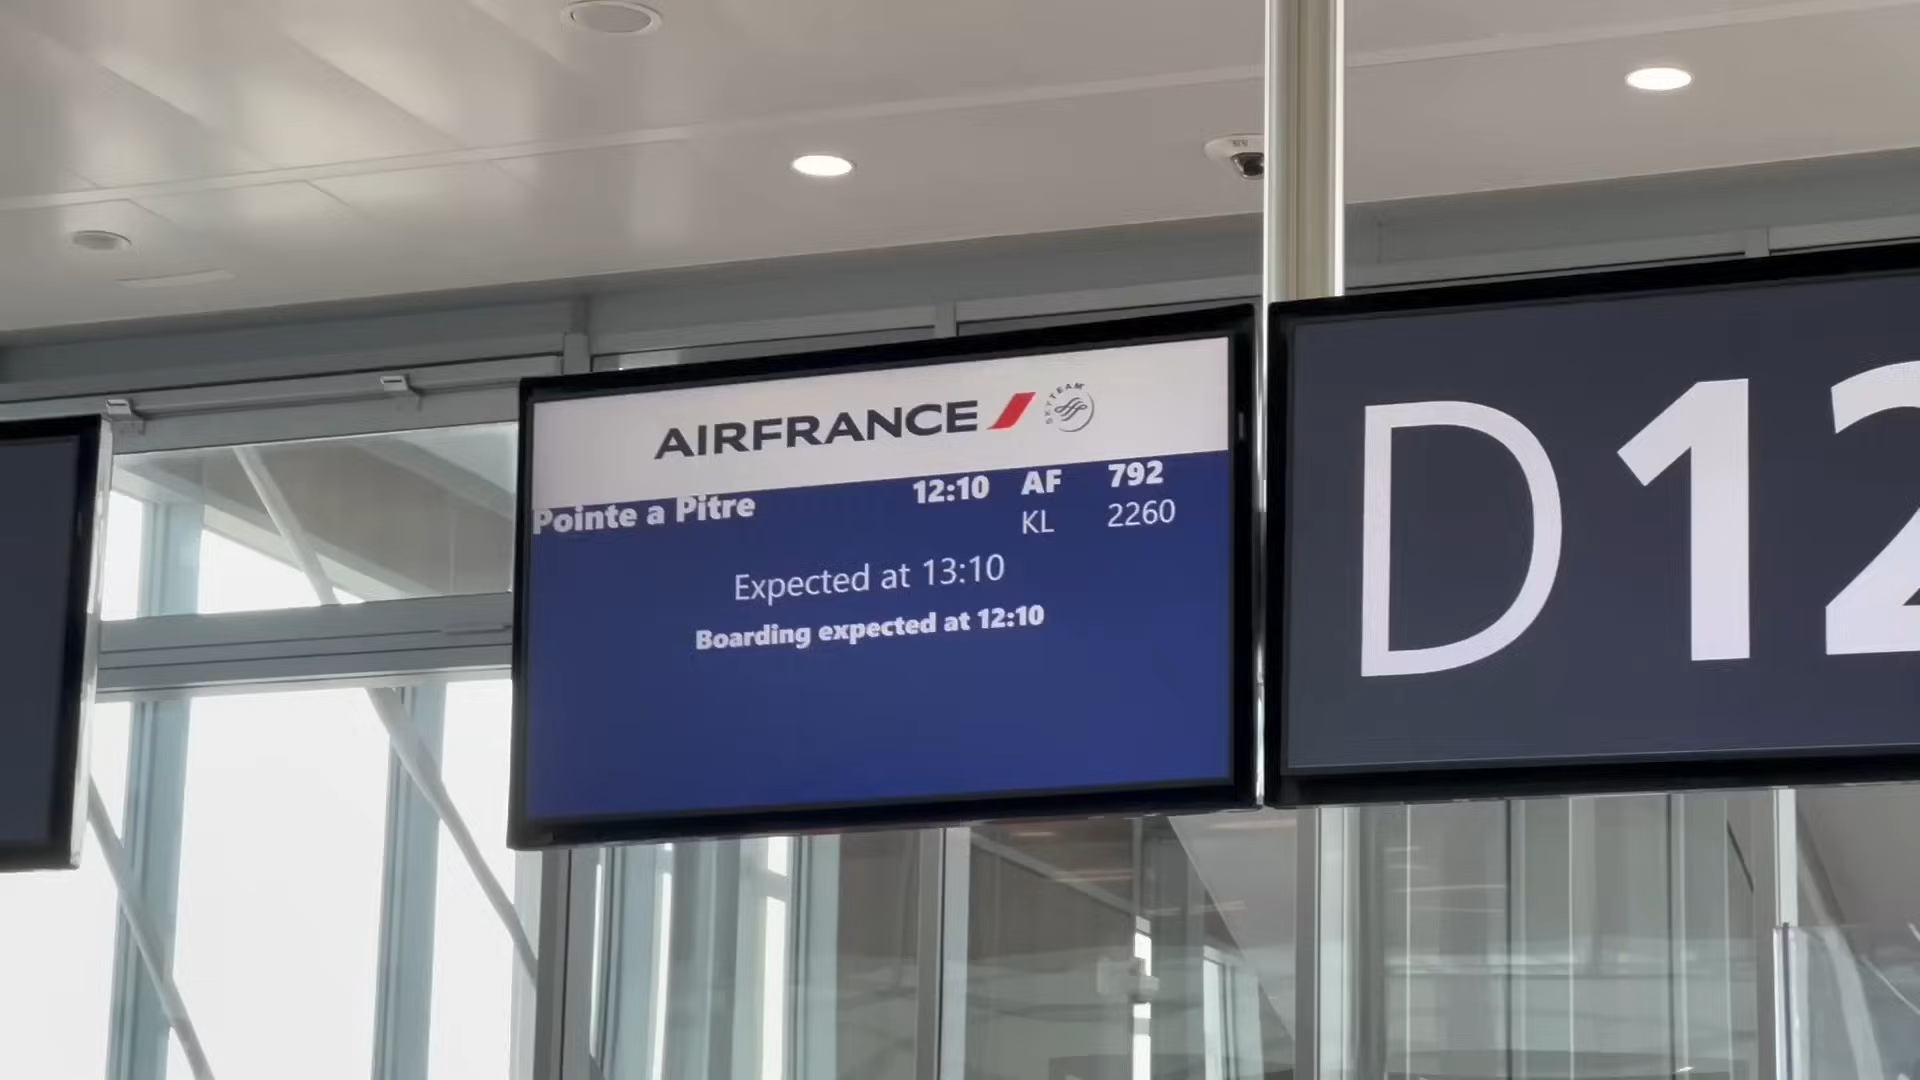 AIRFRANCE SKYTEAM
Pointe a Pitre 12:10 AF 792
KL 2260
Expected at 13:10
Boarding expected at 12:10
D12